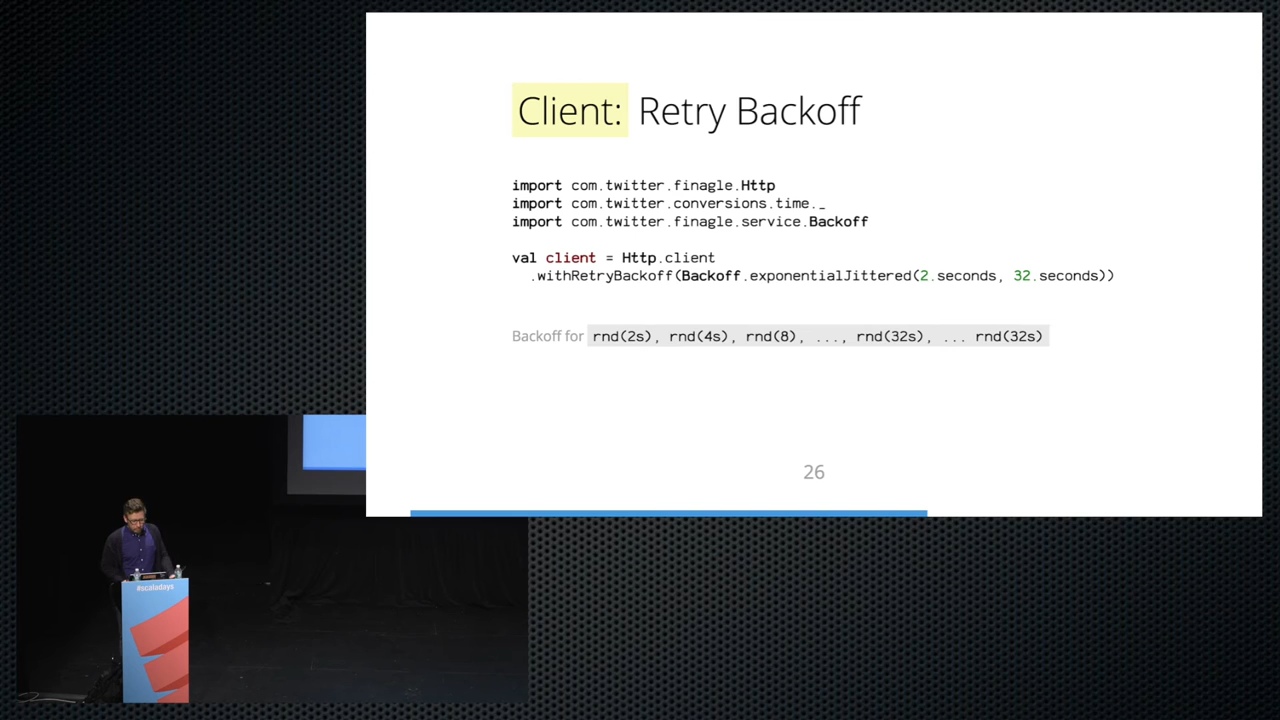 Client: Retry Backoff
import com.twitter.finagle.Http
import com.twitter.conversions.time._
import com.twitter.finagle.service.Backoff
val client = Http.client
.withRetryBackoff(Backoff.exponentialJittered(2.seconds, 32.seconds))
Backoff for rnd(2s), rnd(4s), rnd(8), ..., rnd(32s), ... rnd(32s)
26
#scaladays